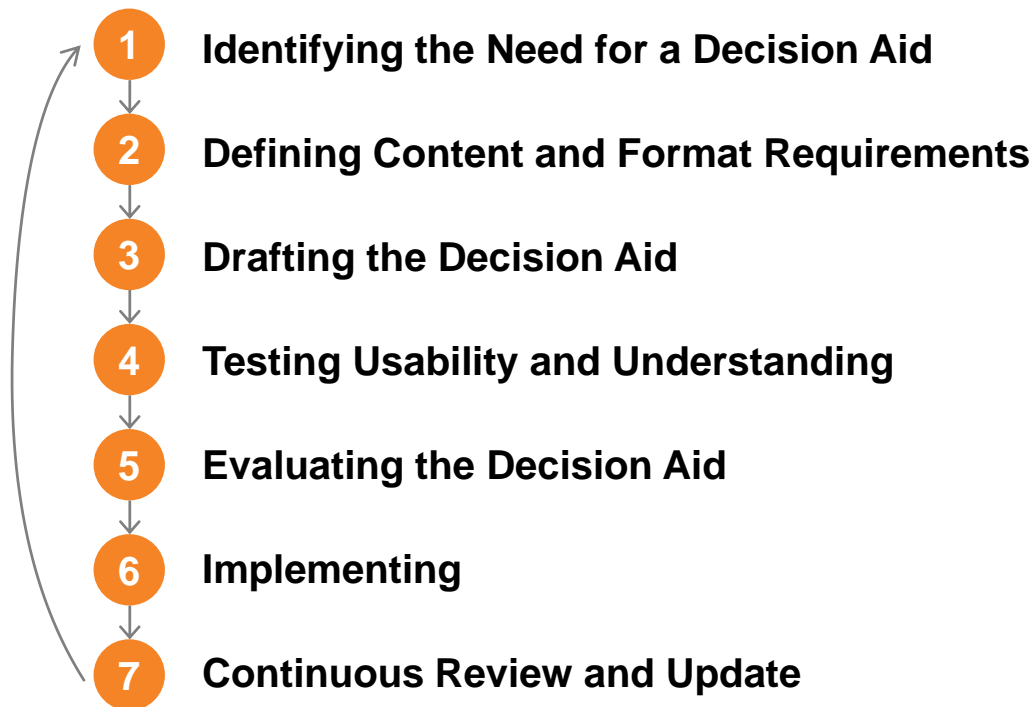 1 Identifying the Need for a Decision Aid
2 Defining Content and Format Requirements
3 Drafting the Decision Aid
4 Testing Usability and Understanding
5 Evaluating the Decision Aid
6 Implementing
7 Continuous Review and Update